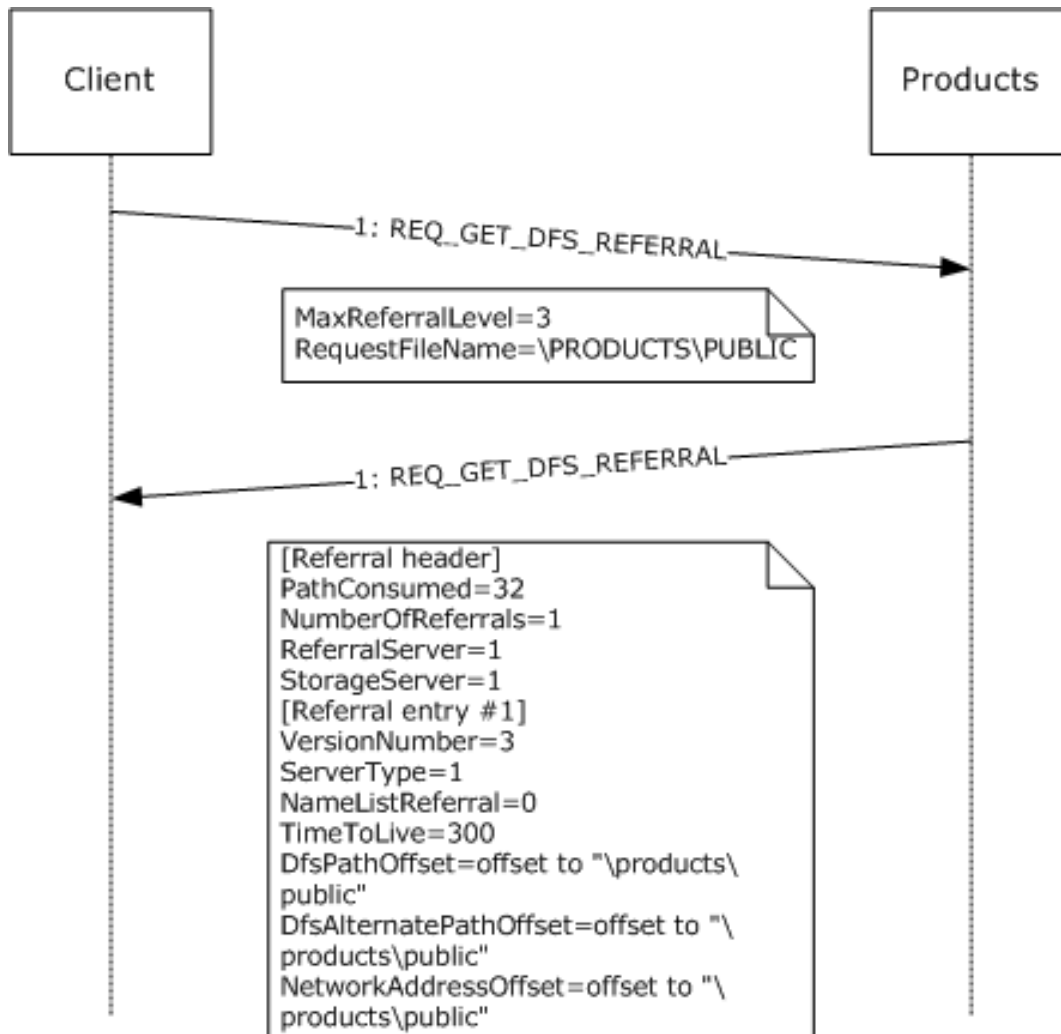 Client
Products
1: REQ_GET_DFS_REFERRAL
MaxReferralLevel=3
RequestFileName=\PRODUCTS\PUBLIC
1: REQ_GET_DFS_REFERRAL
[Referral header]
PathConsumed=32
NumberOfReferrals=1
ReferralServer=1
StorageServer=1
[Referral entry #1]
VersionNumber=3
ServerType=1
NameListReferral=0
TimeToLive=300
DfsPathOffset=offset to "\products\
public"
DfsAlternatePathOffset=offset to "\
products\public"
NetworkAddressOffset=offset to "\
products\public"